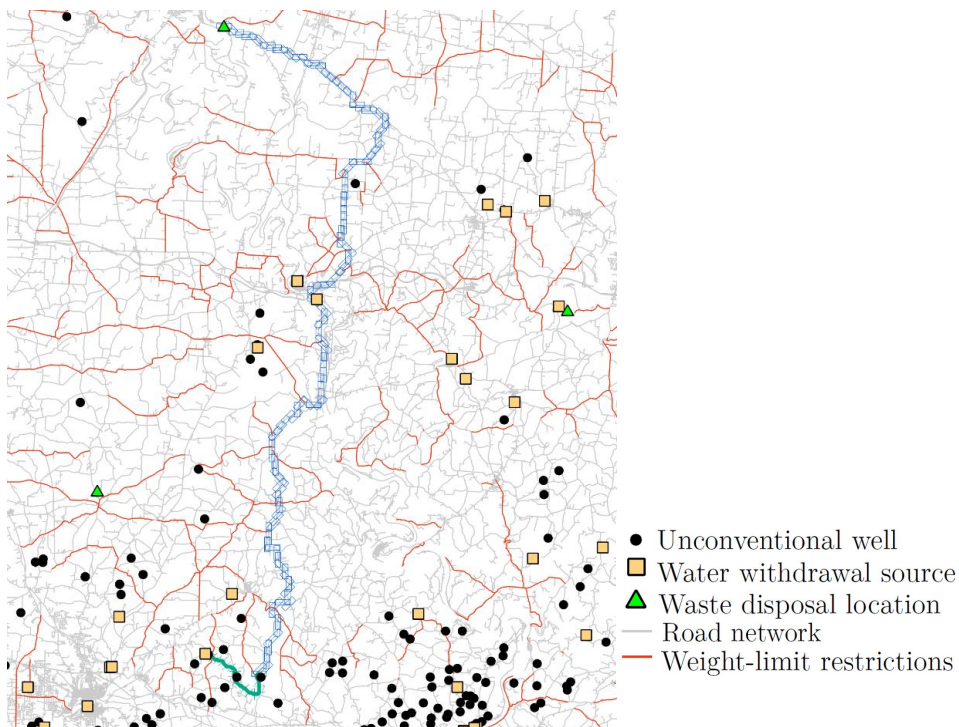 Unconventional well
Water withdrawal source
Waste disposal location
Road network
Weight-limit restrictions